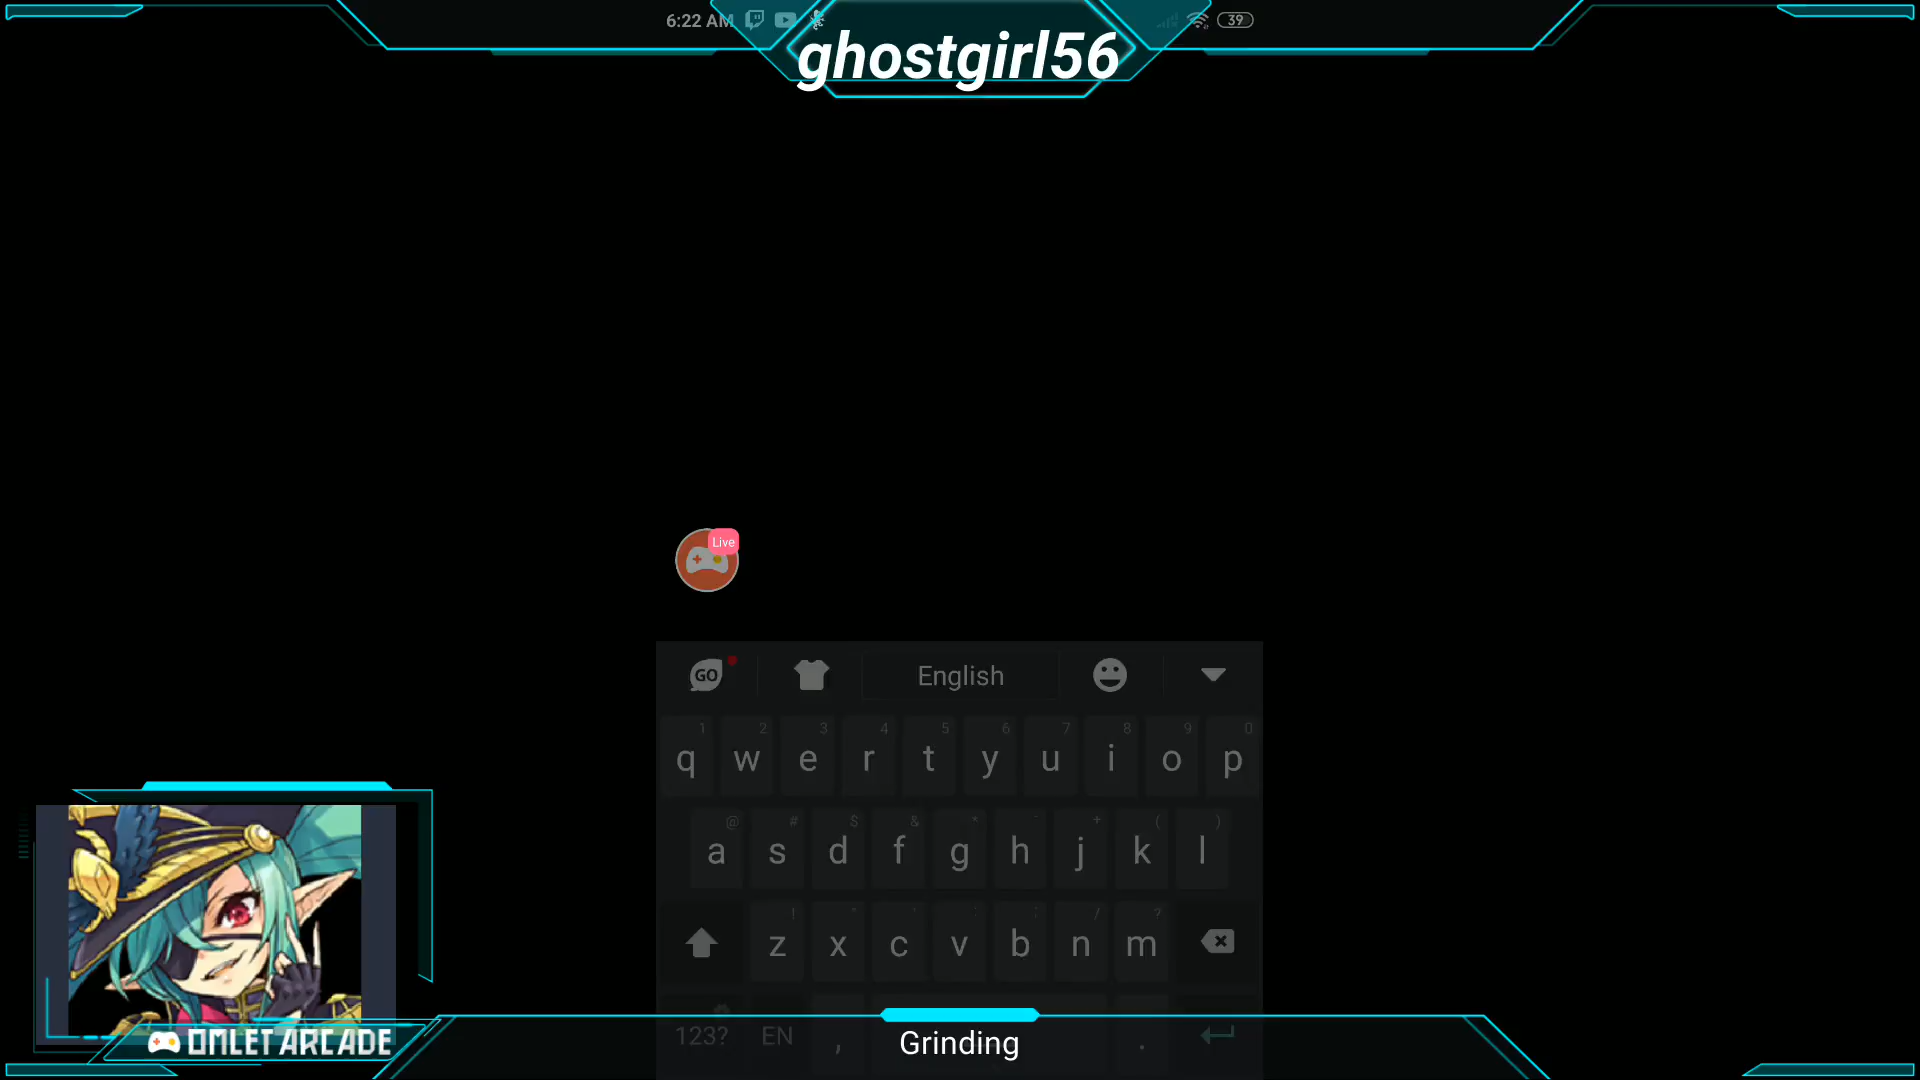 6:22 AM
39
ghostgirl56
Live
GO
English
1 2 3 4 5 6 7 8 9 0
q w e r t y u i o p
@ # $ & * - + ( )
a s d f g h j k l
! " ' : ; / ?
z x c v b n m
123? EN , .
Grinding
OMLET ARCADE